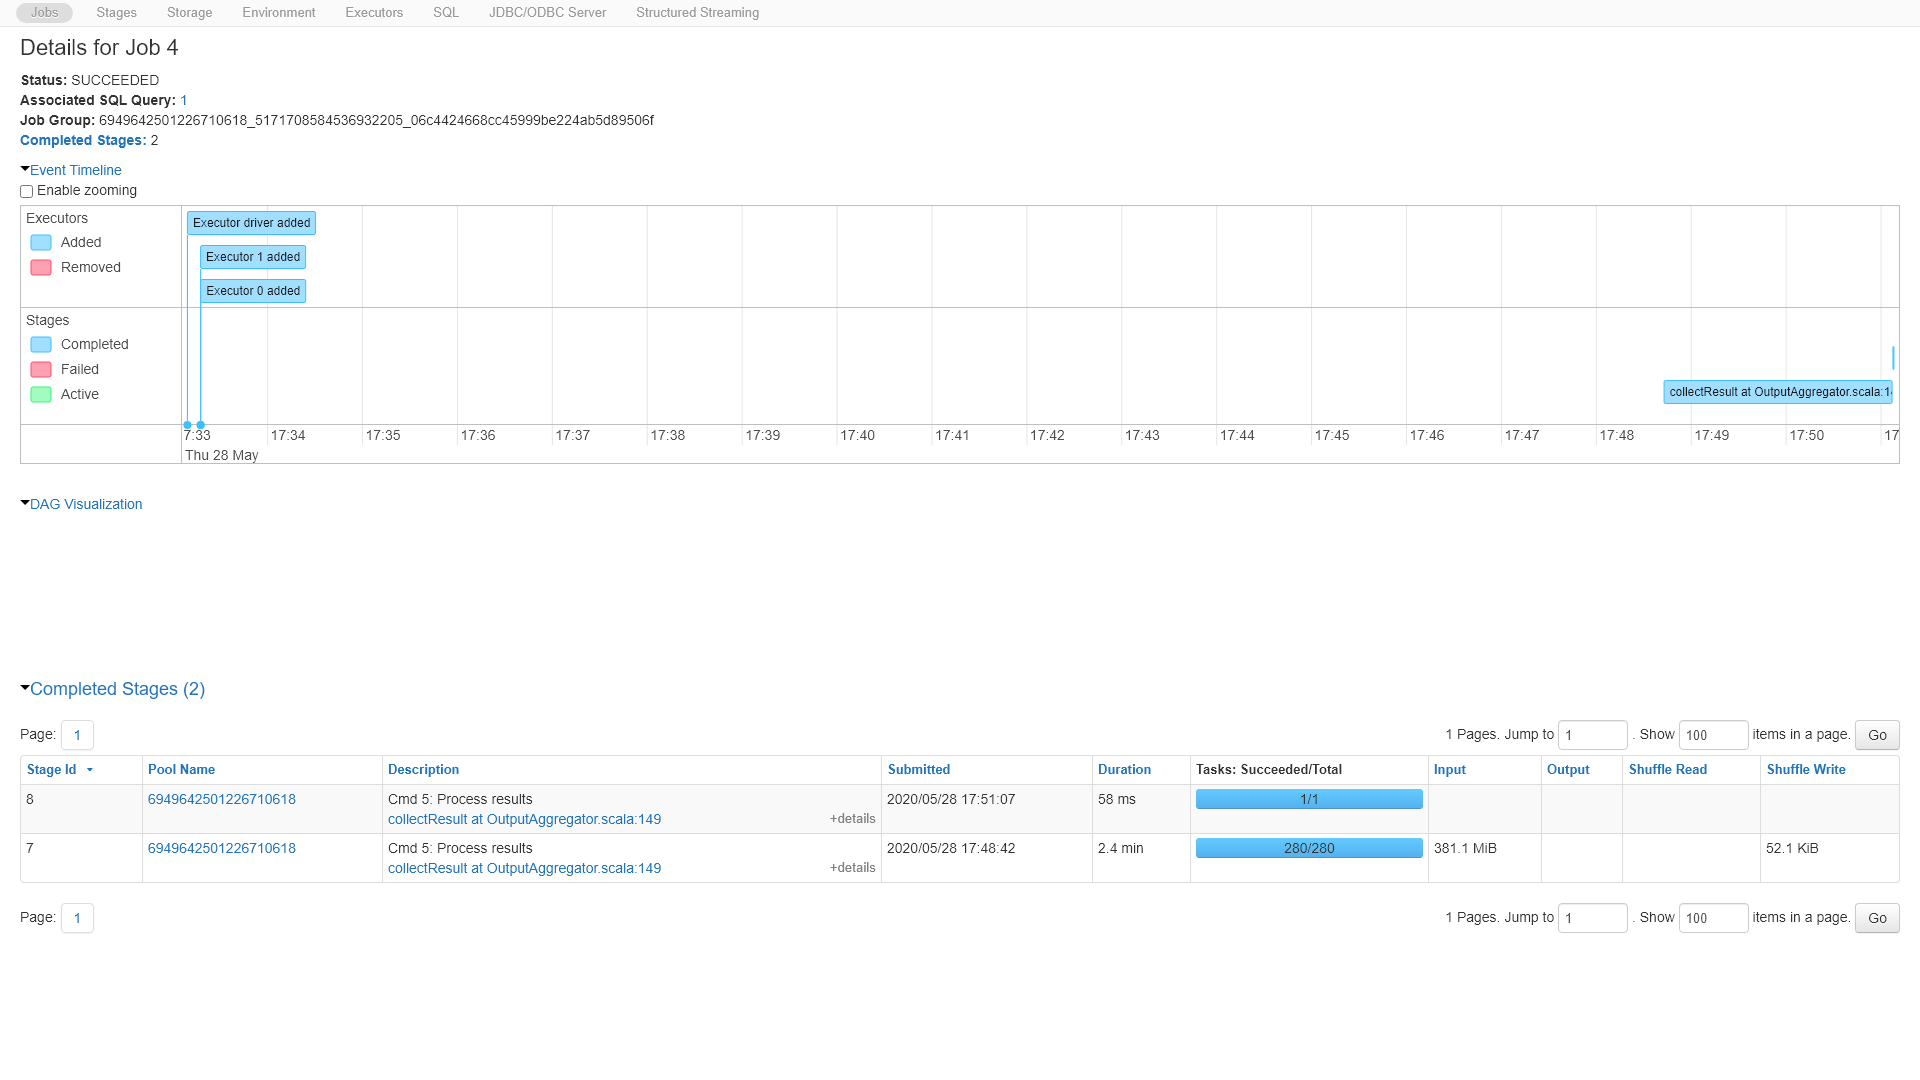 Jobs Stages Storage Environment Executors SQL JDBC/ODBC Server Structured Streaming
Details for Job 4
Status: SUCCEEDED
Associated SQL Query: 1
Job Group: 6949642501226710618_5171708584536932205_06c4424668cc45999be224ab5d89506f
Completed Stages: 2
Event Timeline
Enable zooming
Executors
Added
Removed
Executor driver added
Executor 1 added
Executor 0 added
Stages
Completed
Failed
Active
collectResult at OutputAggregator.scala:1
7:33 17:34 17:35 17:36 17:37 17:38 17:39 17:40 17:41 17:42 17:43 17:44 17:45 17:46 17:47 17:48 17:49 17:50 17
Thu 28 May
DAG Visualization
Completed Stages (2)
Page: 1 1 Pages. Jump to 1 . Show 100 items in a page. Go
Stage Id Pool Name Description Submitted Duration Tasks: Succeeded/Total Input Output Shuffle Read Shuffle Write
8 6949642501226710618 Cmd 5: Process results 2020/05/28 17:51:07 58 ms 1/1
collectResult at OutputAggregator.scala:149 +details
7 6949642501226710618 Cmd 5: Process results 2020/05/28 17:48:42 2.4 min 280/280 381.1 MiB 52.1 KiB
collectResult at OutputAggregator.scala:149 +details
Page: 1 1 Pages. Jump to 1 . Show 100 items in a page. Go